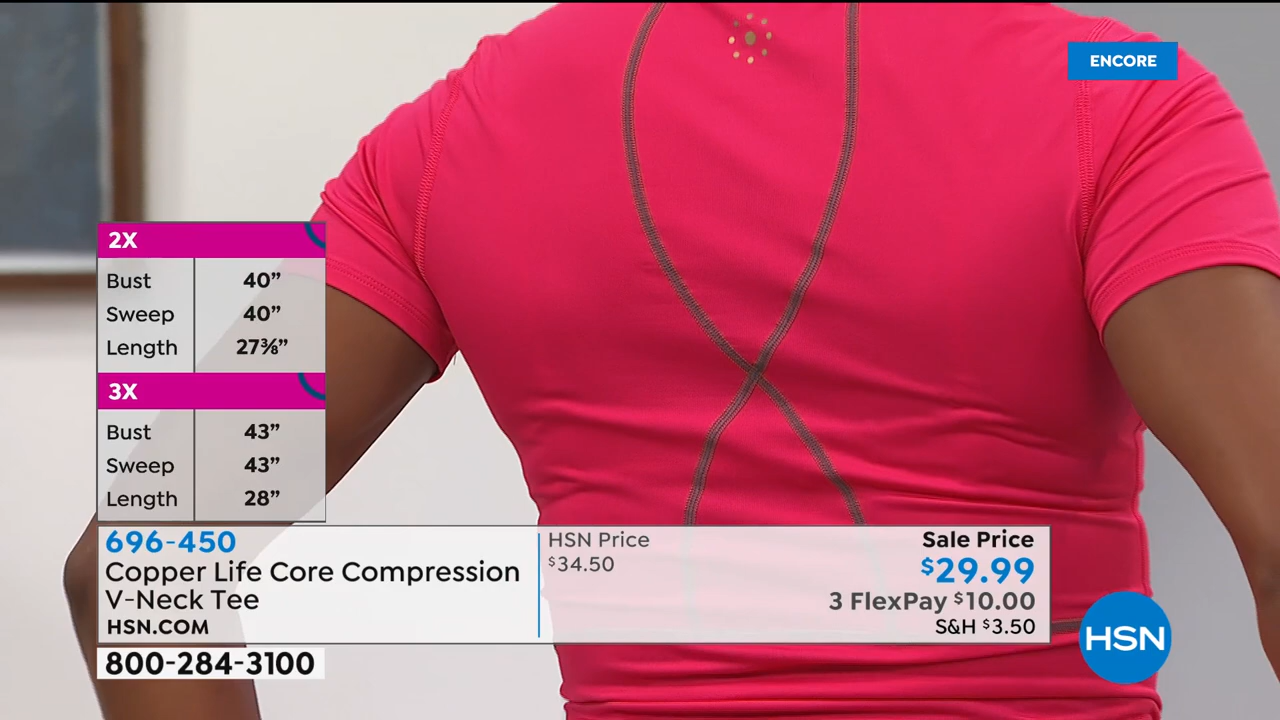 ENCORE
2X
Bust 40”
Sweep 40”
Length 27⅜”
3X
Bust 43”
Sweep 43”
Length 28”
696-450
Copper Life Core Compression
V-Neck Tee
HSN.COM
HSN Price
$34.50
Sale Price
$29.99
3 FlexPay $10.00
S&H $3.50
800-284-3100
HSN